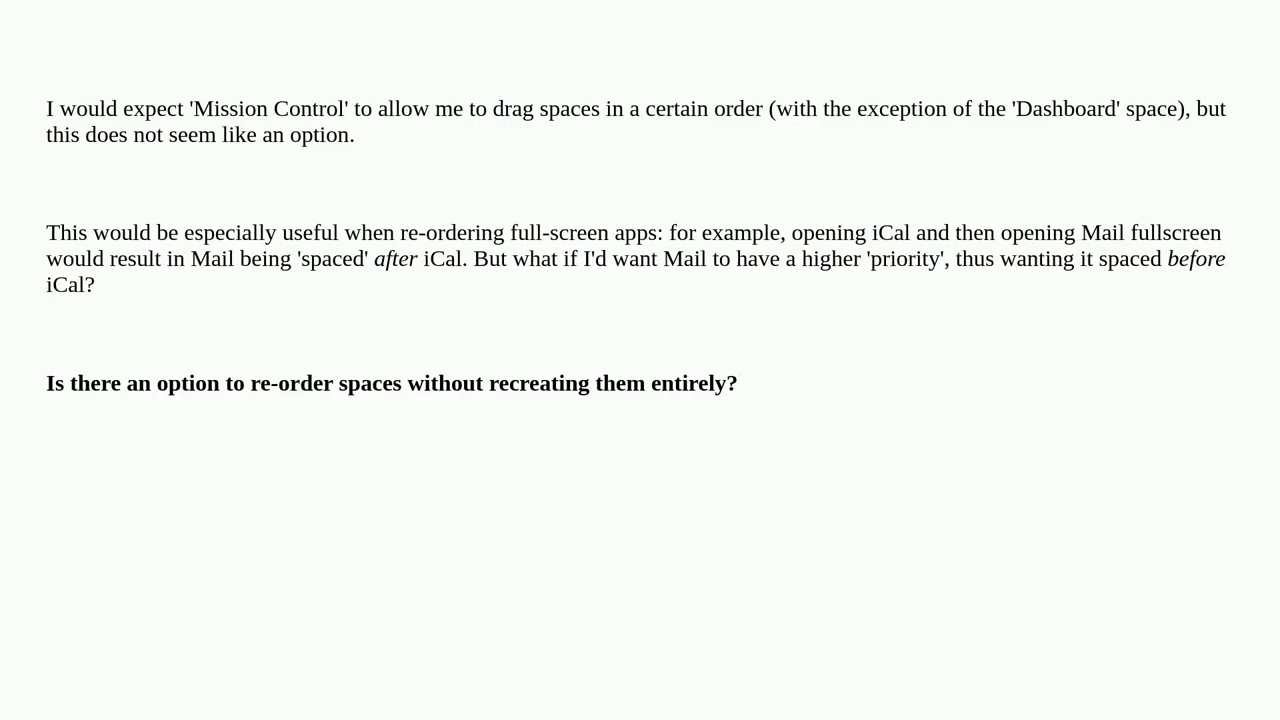 I would expect 'Mission Control' to allow me to drag spaces in a certain order (with the exception of the 'Dashboard' space), but
this does not seem like an option.
This would be especially useful when re-ordering full-screen apps: for example, opening iCal and then opening Mail fullscreen
would result in Mail being 'spaced' after iCal. But what if I'd want Mail to have a higher 'priority', thus wanting it spaced before
iCal?
Is there an option to re-order spaces without recreating them entirely?